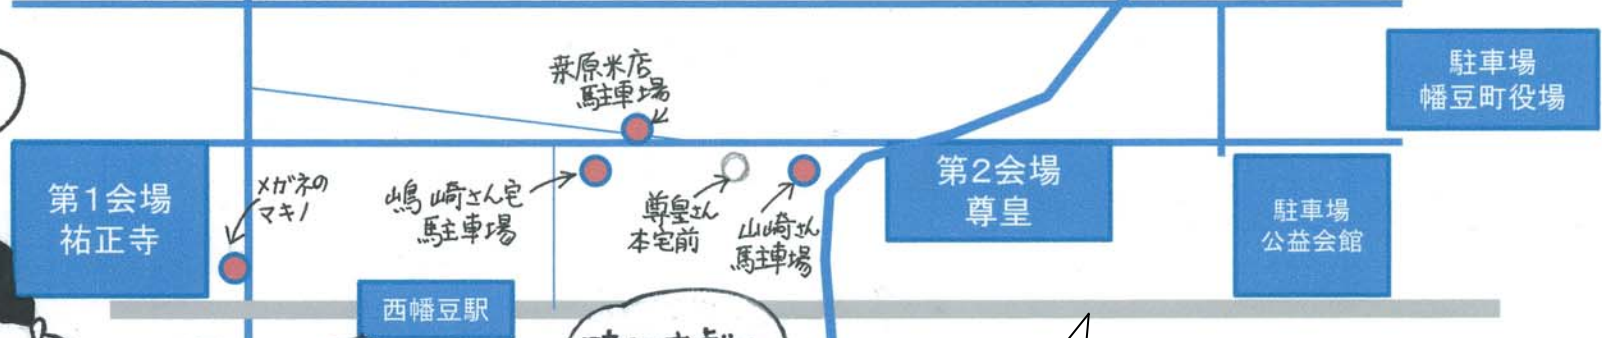 桒原米店
駐車場
駐車場
幡豆町役場
第1会場
祐正寺
メガネの
マキノ
嶋﨑さん宅
駐車場
尊皇さん
本宅前
山﨑さん
駐車場
第2会場
尊皇
駐車場
公益会館
西幡豆駅